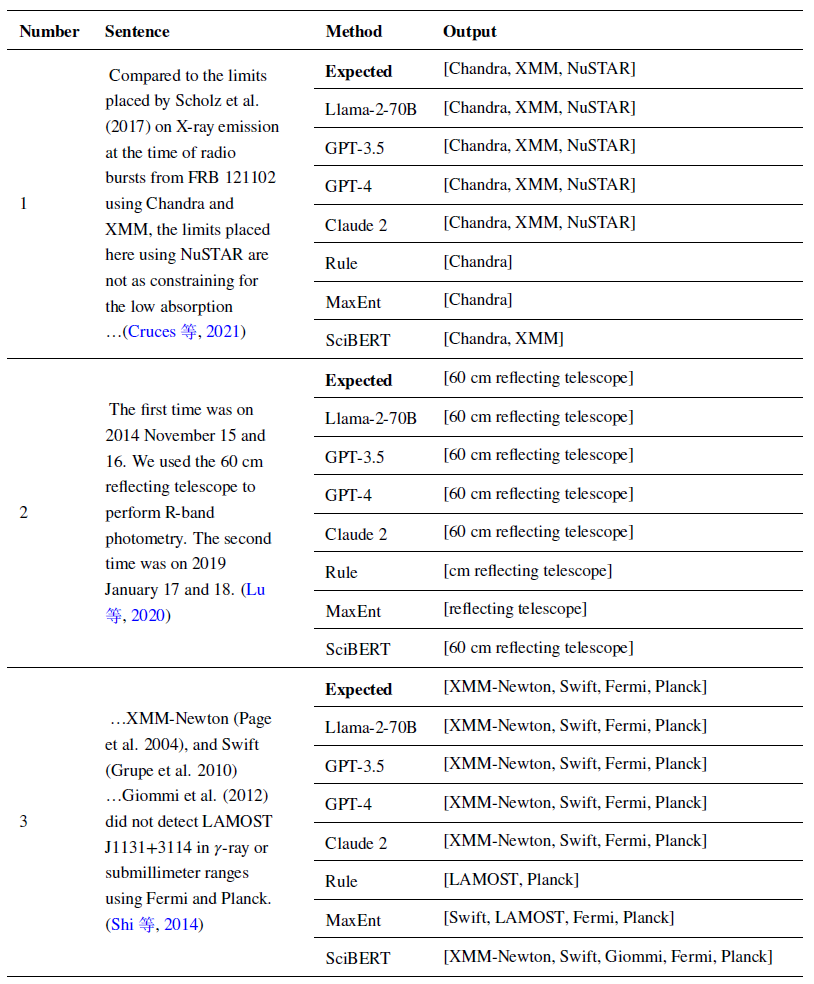 Number Sentence Method Output
1
Compared to the limits
placed by Scholz et al.
(2017) on X-ray emission
at the time of radio
bursts from FRB 121102
using Chandra and
XMM, the limits placed
here using NuSTAR are
not as constraining for
the low absorption
…(Cruces 等, 2021)
Expected [Chandra, XMM, NuSTAR]
Llama-2-70B [Chandra, XMM, NuSTAR]
GPT-3.5 [Chandra, XMM, NuSTAR]
GPT-4 [Chandra, XMM, NuSTAR]
Claude 2 [Chandra, XMM, NuSTAR]
Rule [Chandra]
MaxEnt [Chandra]
SciBERT [Chandra, XMM]
2
The first time was on
2014 November 15 and
16. We used the 60 cm
reflecting telescope to
perform R-band
photometry. The second
time was on 2019
January 17 and 18. (Lu
等, 2020)
Expected [60 cm reflecting telescope]
Llama-2-70B [60 cm reflecting telescope]
GPT-3.5 [60 cm reflecting telescope]
GPT-4 [60 cm reflecting telescope]
Claude 2 [60 cm reflecting telescope]
Rule [cm reflecting telescope]
MaxEnt [reflecting telescope]
SciBERT [60 cm reflecting telescope]
3
…XMM-Newton (Page
et al. 2004), and Swift
(Grupe et al. 2010)
…Giommi et al. (2012)
did not detect LAMOST
J1131+3114 in γ-ray or
submillimeter ranges
using Fermi and Planck.
(Shi 等, 2014)
Expected [XMM-Newton, Swift, Fermi, Planck]
Llama-2-70B [XMM-Newton, Swift, Fermi, Planck]
GPT-3.5 [XMM-Newton, Swift, Fermi, Planck]
GPT-4 [XMM-Newton, Swift, Fermi, Planck]
Claude 2 [XMM-Newton, Swift, Fermi, Planck]
Rule [LAMOST, Planck]
MaxEnt [Swift, LAMOST, Fermi, Planck]
SciBERT [XMM-Newton, Swift, Giommi, Fermi, Planck]